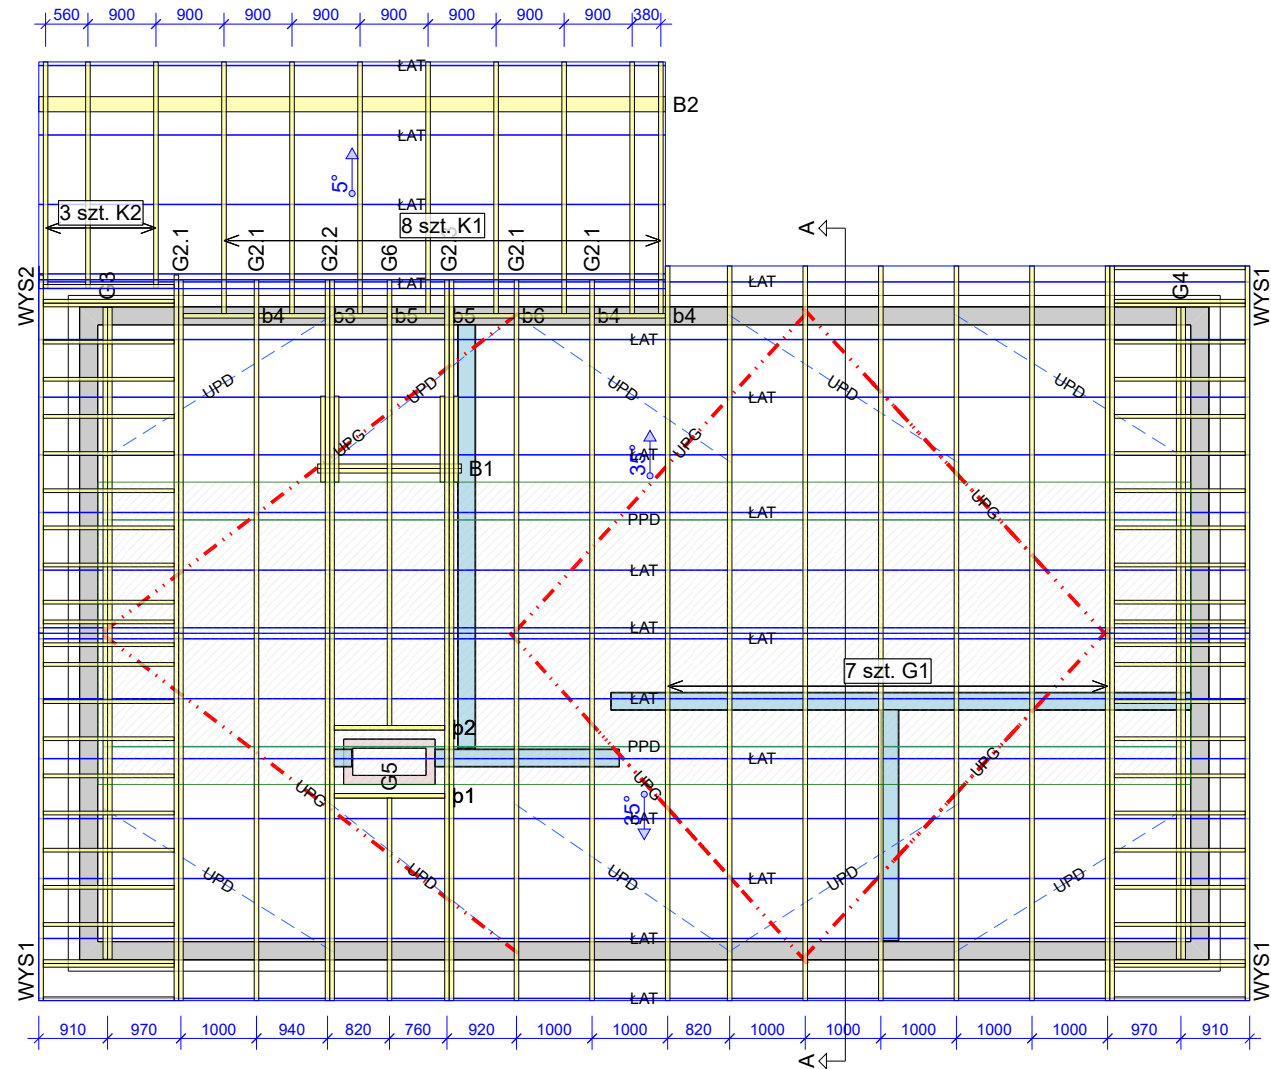 560 900 900 900 900 900 900 900 900 380
ŁAT
B2
ŁAT
5°
ŁAT
3 szt. K2
8 szt. K1
A
G2.1 G2.1 G2.2 G6 G2.1 G2.1
WYS2
G3
ŁAT
ŁAT
G4
WYS1
b4 b3 b5 b5 b6 b4 b4
ŁAT
UPD UPD UPD UPD UPD
ŁAT
UPG UPG
ŁAT
35°
B1
UPG
ŁAT
PPD
ŁAT
ŁAT
ŁAT
7 szt. G1
ŁAT
b2
PPD
ŁAT
UPG
G5
UPG
UPG
b1
35°
ŁAT
UPD UPD UPD UPD UPD
ŁAT
ŁAT
WYS1
WYS1
ŁAT
910 970 1000 940 820 760 920 1000 1000 820 1000 1000 1000 1000 1000 970 910
A